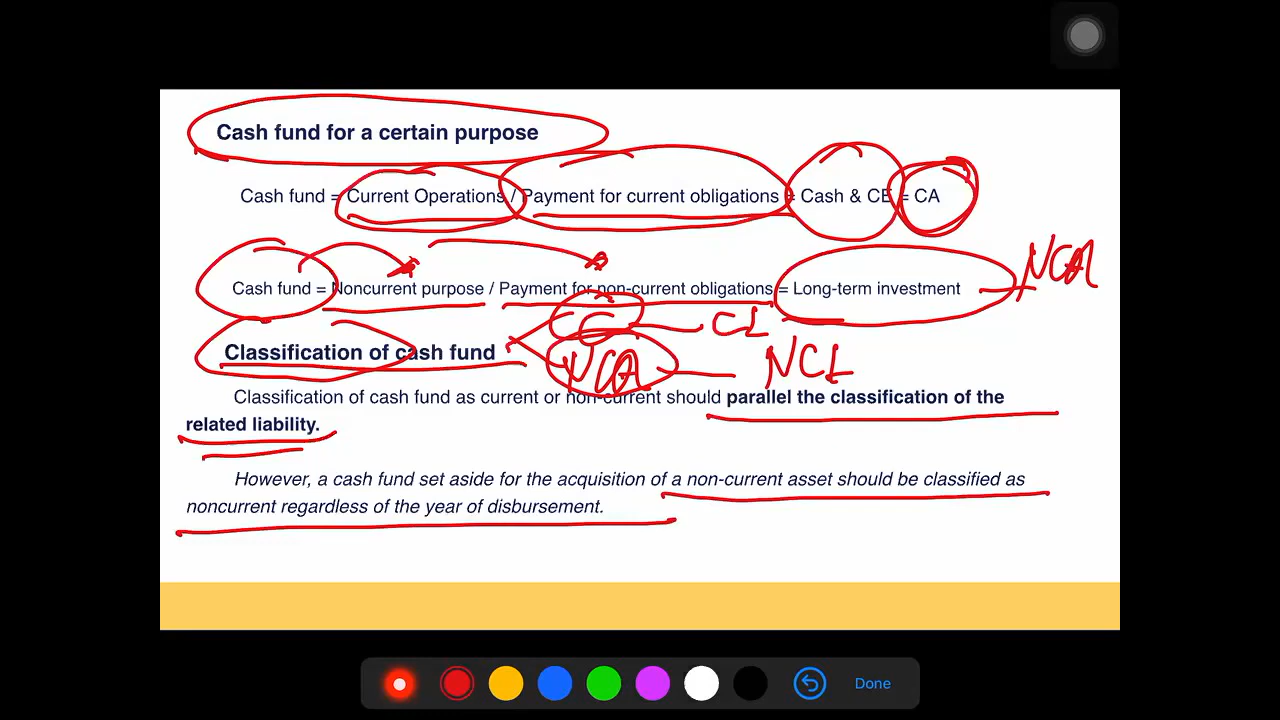 Cash fund for a certain purpose
Cash fund = Current Operations / Payment for current obligations = Cash & CE = CA
NCA
Cash fund = Noncurrent purpose / Payment for non-current obligations = Long-term investment
C CL
Classification of cash fund
NCA NCL
Classification of cash fund as current or non-current should parallel the classification of the
related liability.
However, a cash fund set aside for the acquisition of a non-current asset should be classified as
noncurrent regardless of the year of disbursement.
Done